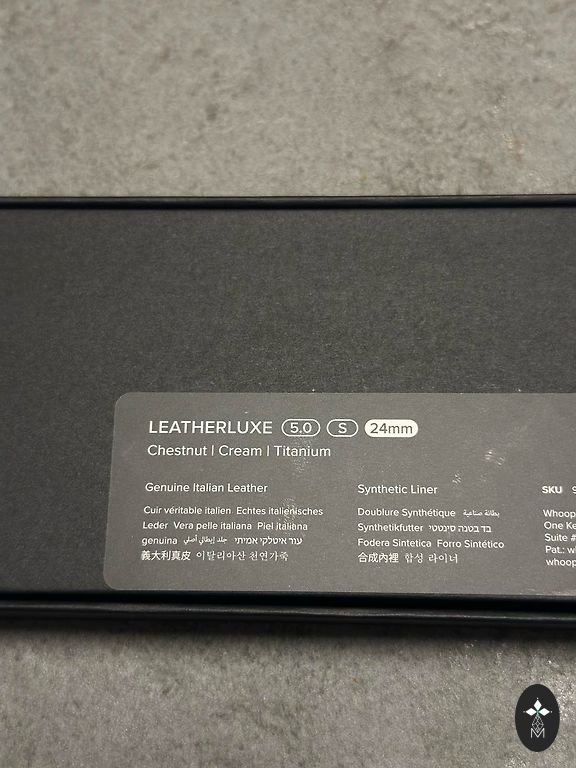 LEATHERLUXE 5.0 S 24mm
Chestnut | Cream | Titanium
Genuine Italian Leather
Cuir véritable italien Echtes italienisches
Leder Vera pelle italiana Piel italiana
genuina جلد إيطالي أصلي עור איטלקי אמיתי
義大利真皮 이탈리아산 천연가죽
Synthetic Liner
Doublure Synthétique بطانة صناعية
Synthetikfutter בד בטנה סינטטי
Fodera Sintetica Forro Sintético
合成內裡 합성 라이너
SKU 9
Whoop
One Ke
Suite #
Pat.: w
whoop
M